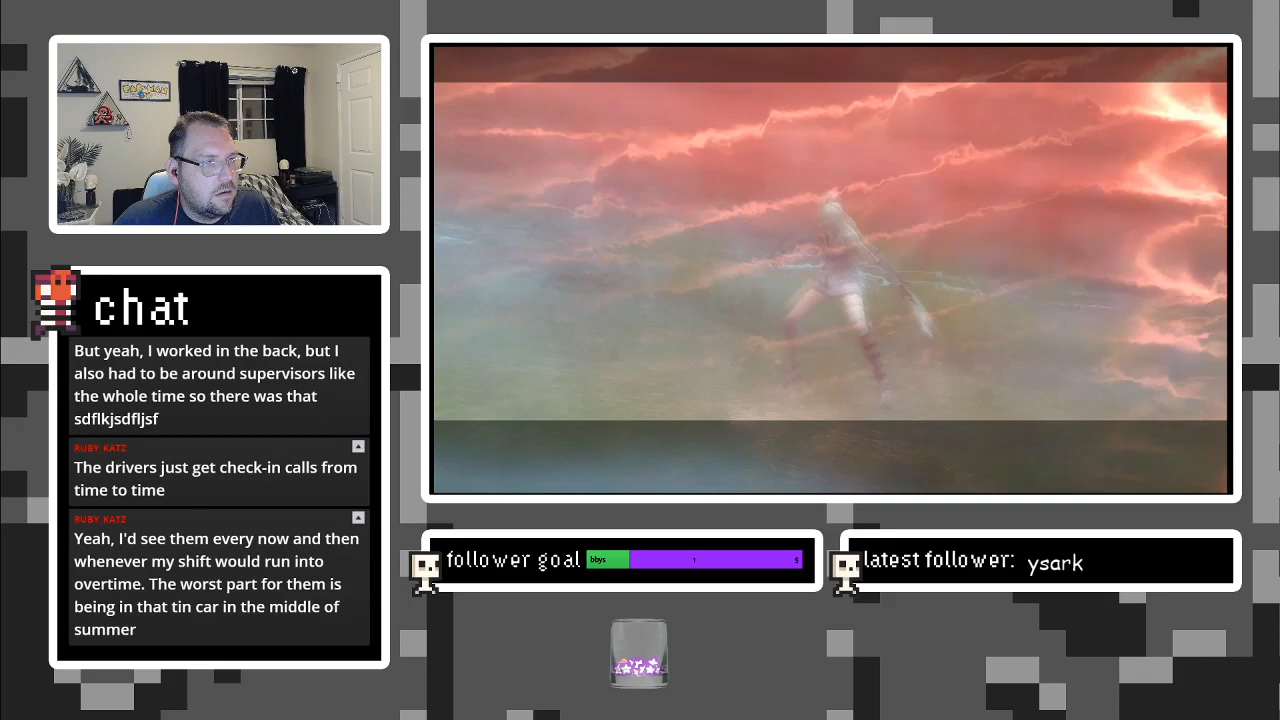 chat
But yeah, I worked in the back, but I
also had to be around supervisors like
the whole time so there was that
sdflkjsdfljsf
RUBY_KATZ
The drivers just get check-in calls from
time to time
RUBY_KATZ
Yeah, I'd see them every now and then
whenever my shift would run into
overtime. The worst part for them is
being in that tin car in the middle of
summer
follower goal
bbys 1 5
latest follower: ysark